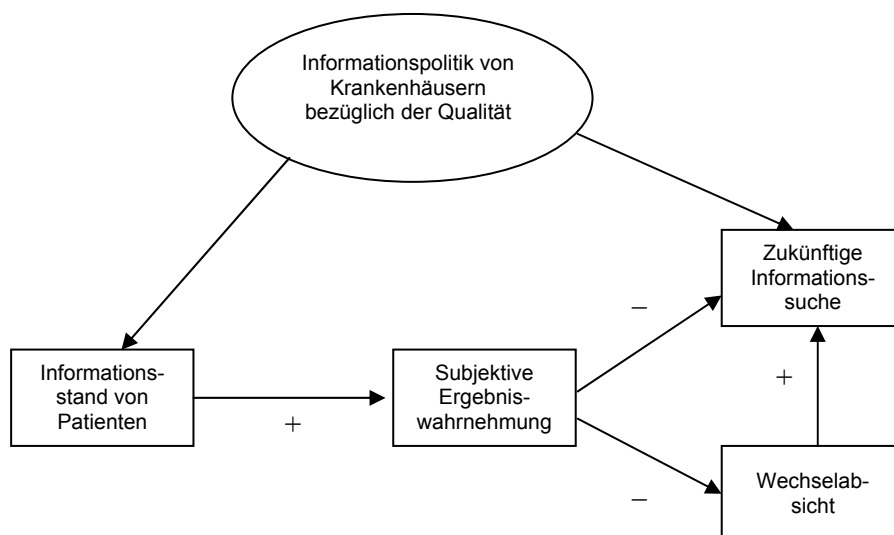 Informationspolitik von
Krankenhäusern
bezüglich der Qualität
Zukünftige
Informations-
suche
–
Informations-
stand von
Patienten
+
Subjektive
Ergebnis-
wahrnehmung
+
–
Wechselab-
sicht